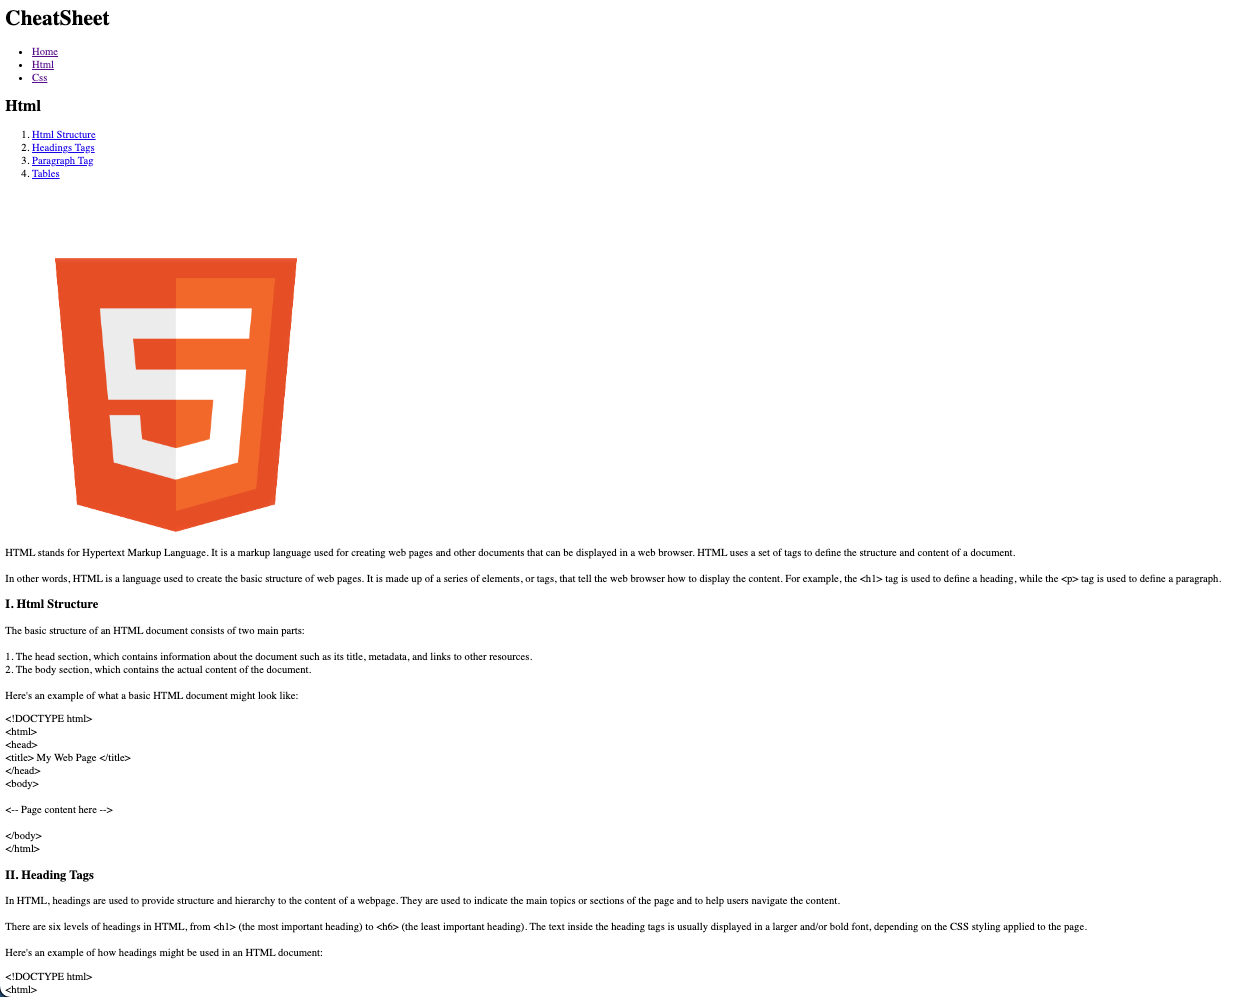 CheatSheet
• Home
• Html
• Css
Html
1. Html Structure
2. Headings Tags
3. Paragraph Tag
4. Tables
5
HTML stands for Hypertext Markup Language. It is a markup language used for creating web pages and other documents that can be displayed in a web browser. HTML uses a set of tags to define the structure and content of a document.
In other words, HTML is a language used to create the basic structure of web pages. It is made up of a series of elements, or tags, that tell the web browser how to display the content. For example, the <h1> tag is used to define a heading, while the <p> tag is used to define a paragraph.
I. Html Structure
The basic structure of an HTML document consists of two main parts:
1. The head section, which contains information about the document such as its title, metadata, and links to other resources.
2. The body section, which contains the actual content of the document.
Here's an example of what a basic HTML document might look like:
<!DOCTYPE html>
<html>
<head>
<title> My Web Page </title>
</head>
<body>
<-- Page content here -->
</body>
</html>
II. Heading Tags
In HTML, headings are used to provide structure and hierarchy to the content of a webpage. They are used to indicate the main topics or sections of the page and to help users navigate the content.
There are six levels of headings in HTML, from <h1> (the most important heading) to <h6> (the least important heading). The text inside the heading tags is usually displayed in a larger and/or bold font, depending on the CSS styling applied to the page.
Here's an example of how headings might be used in an HTML document:
<!DOCTYPE html>
<html>